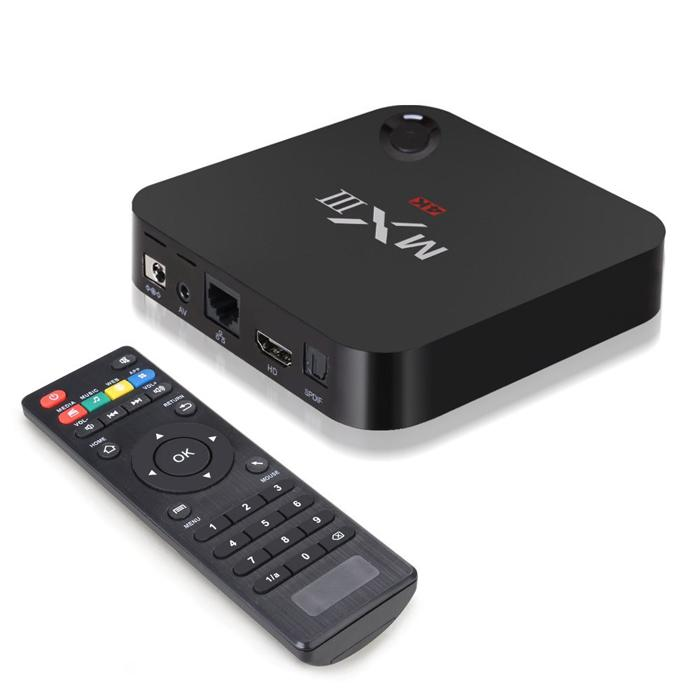 MXIII
4K
AV
HD
SPDIF
MEDIA
MUSIC
WEB
APP
VOL-
VOL+
HOME
RETURN
OK
MENU
MOUSE
1 2 3
4 5 6
7 8 9
1/a 0